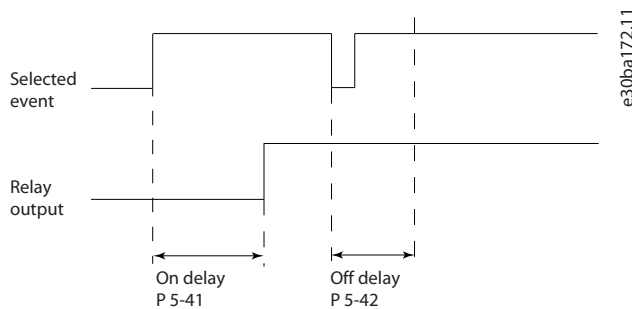 Selected
event
Relay
output
On delay
P 5-41
Off delay
P 5-42
e30ba172.11